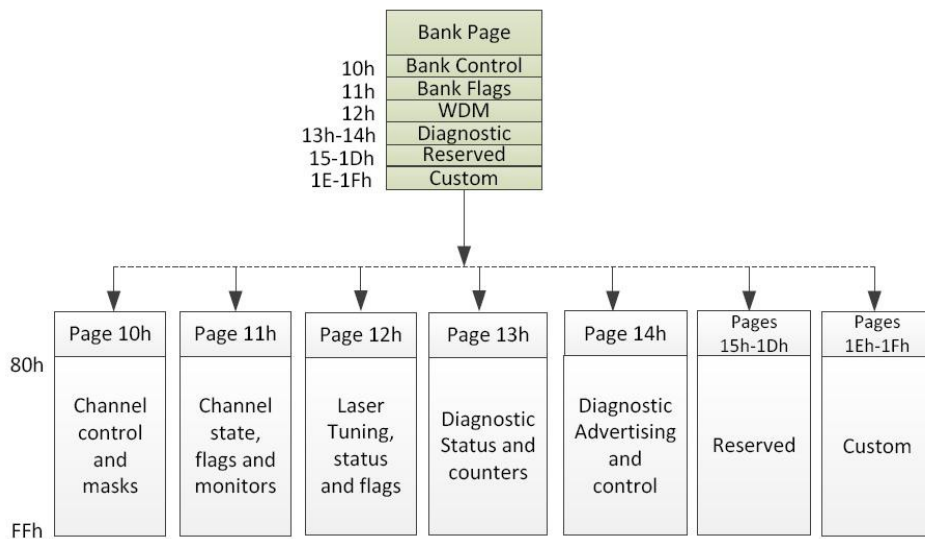 Bank Page
10h Bank Control
11h Bank Flags
12h WDM
13h-14h Diagnostic
15-1Dh Reserved
1E-1Fh Custom
Page 10h
Page 11h
Page 12h
Page 13h
Page 14h
Pages
15h-1Dh
Pages
1Eh-1Fh
80h
Channel
control
and
masks
Channel
state,
flags and
monitors
Laser
Tuning,
status
and flags
Diagnostic
Status and
counters
Diagnostic
Advertising
and
control
Reserved
Custom
FFh